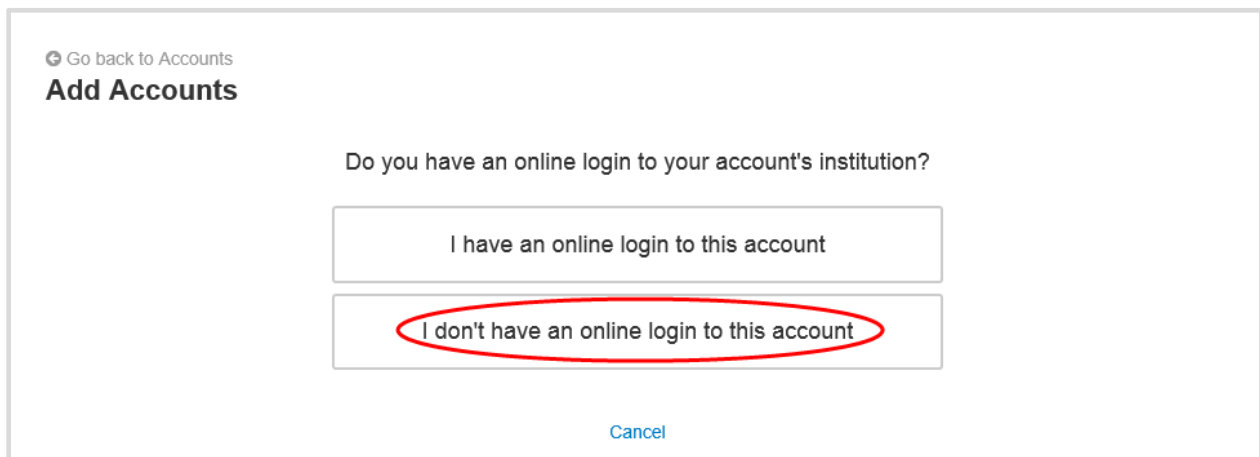 Go back to Accounts
Add Accounts
Do you have an online login to your account's institution?
I have an online login to this account
I don't have an online login to this account
Cancel